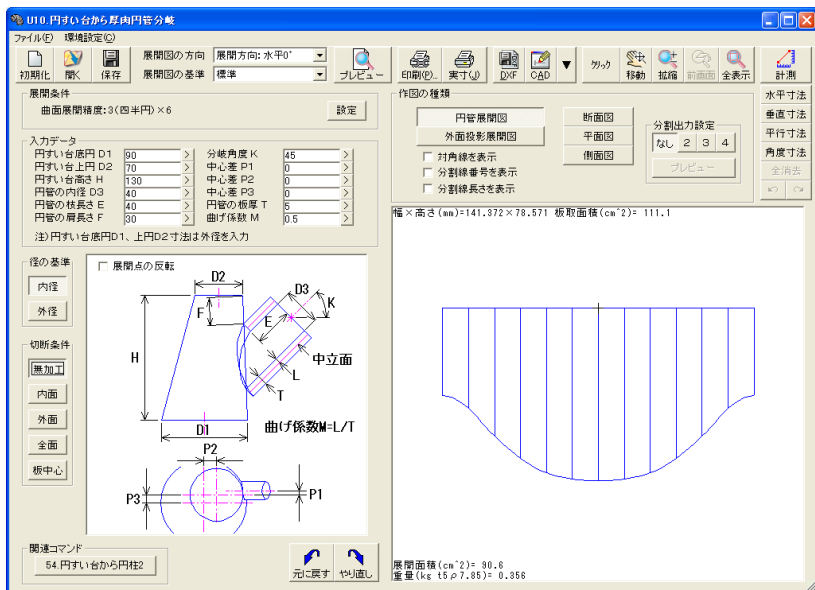 U10.円すい台から厚肉円管分岐
ファイル(F) 環境設定(C)
初期化 開く 保存
展開図の方向 展開方向:水平0°
展開図の基準 標準
プレビュー
印刷(P).. 実寸(J) DXF CAD ▼ クリック 移動 拡縮 前画面 全表示 計測
展開条件
曲面展開精度:3(四半円)×6 設定
入力データ
円すい台底円 D1 90 > 分岐角度 K 45 >
円すい台上円 D2 70 > 中心差 P1 0 >
円すい台高さ H 130 > 中心差 P2 0 >
円管の内径 D3 40 > 中心差 P3 0 >
円管の枝長さ E 40 > 円管の板厚 T 5 >
円管の肩長さ F 30 > 曲げ係数 M 0.5 >
注)円すい台底円D1、上円D2寸法は外径を入力
作図の種類
円管展開図
外面投影展開図
対角線を表示
分割線番号を表示
分割線長さを表示
断面図
平面図
側面図
分割出力設定
なし 2 3 4
プレビュー
水平寸法
垂直寸法
平行寸法
角度寸法
全消去
径の基準
内径
外径
切断条件
無加工
内面
外面
全面
板中心
展開点の反転
D2
D3
K
F
E
H
中立面
L
T
D1
曲げ係数M=L/T
P2
P3
P1
幅×高さ(mm)=141.372×78.571 板取面積(cm^2)= 111.1
展開面積(cm^2)= 90.6
重量(kg t5ρ7.85)= 0.356
関連コマンド
54.円すい台から円柱2
元に戻す やり直し